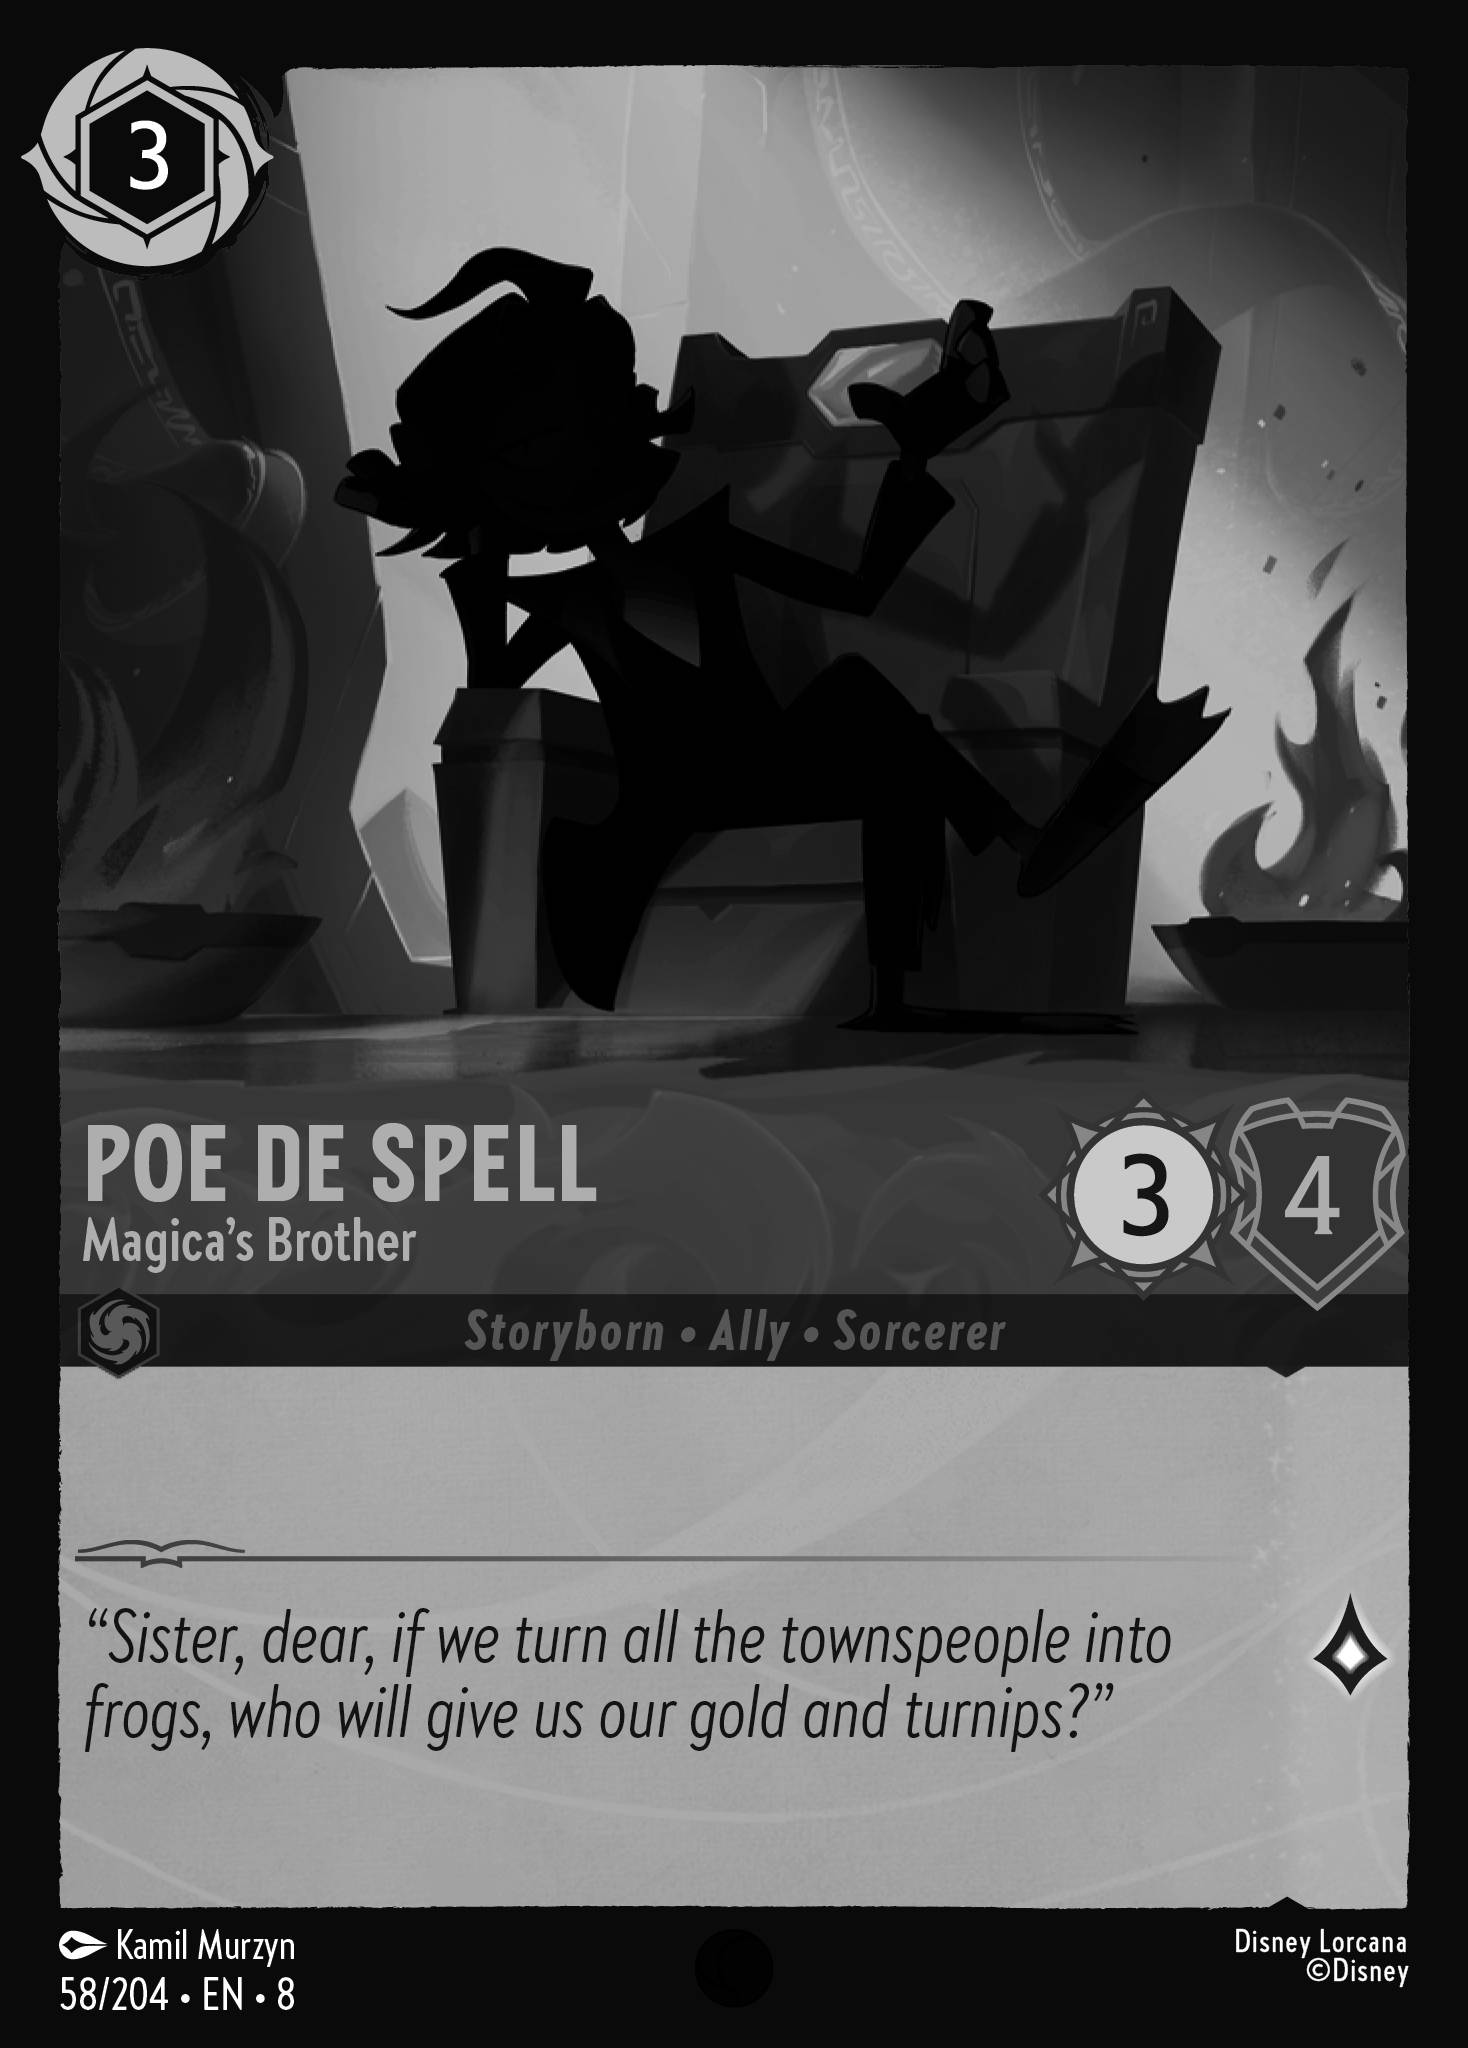 3
POE DE SPELL
Magica’s Brother
3
4
Storyborn • Ally • Sorcerer
“Sister, dear, if we turn all the townspeople into
frogs, who will give us our gold and turnips?”
Kamil Murzyn
58/204 • EN • 8
Disney Lorcana
©Disney